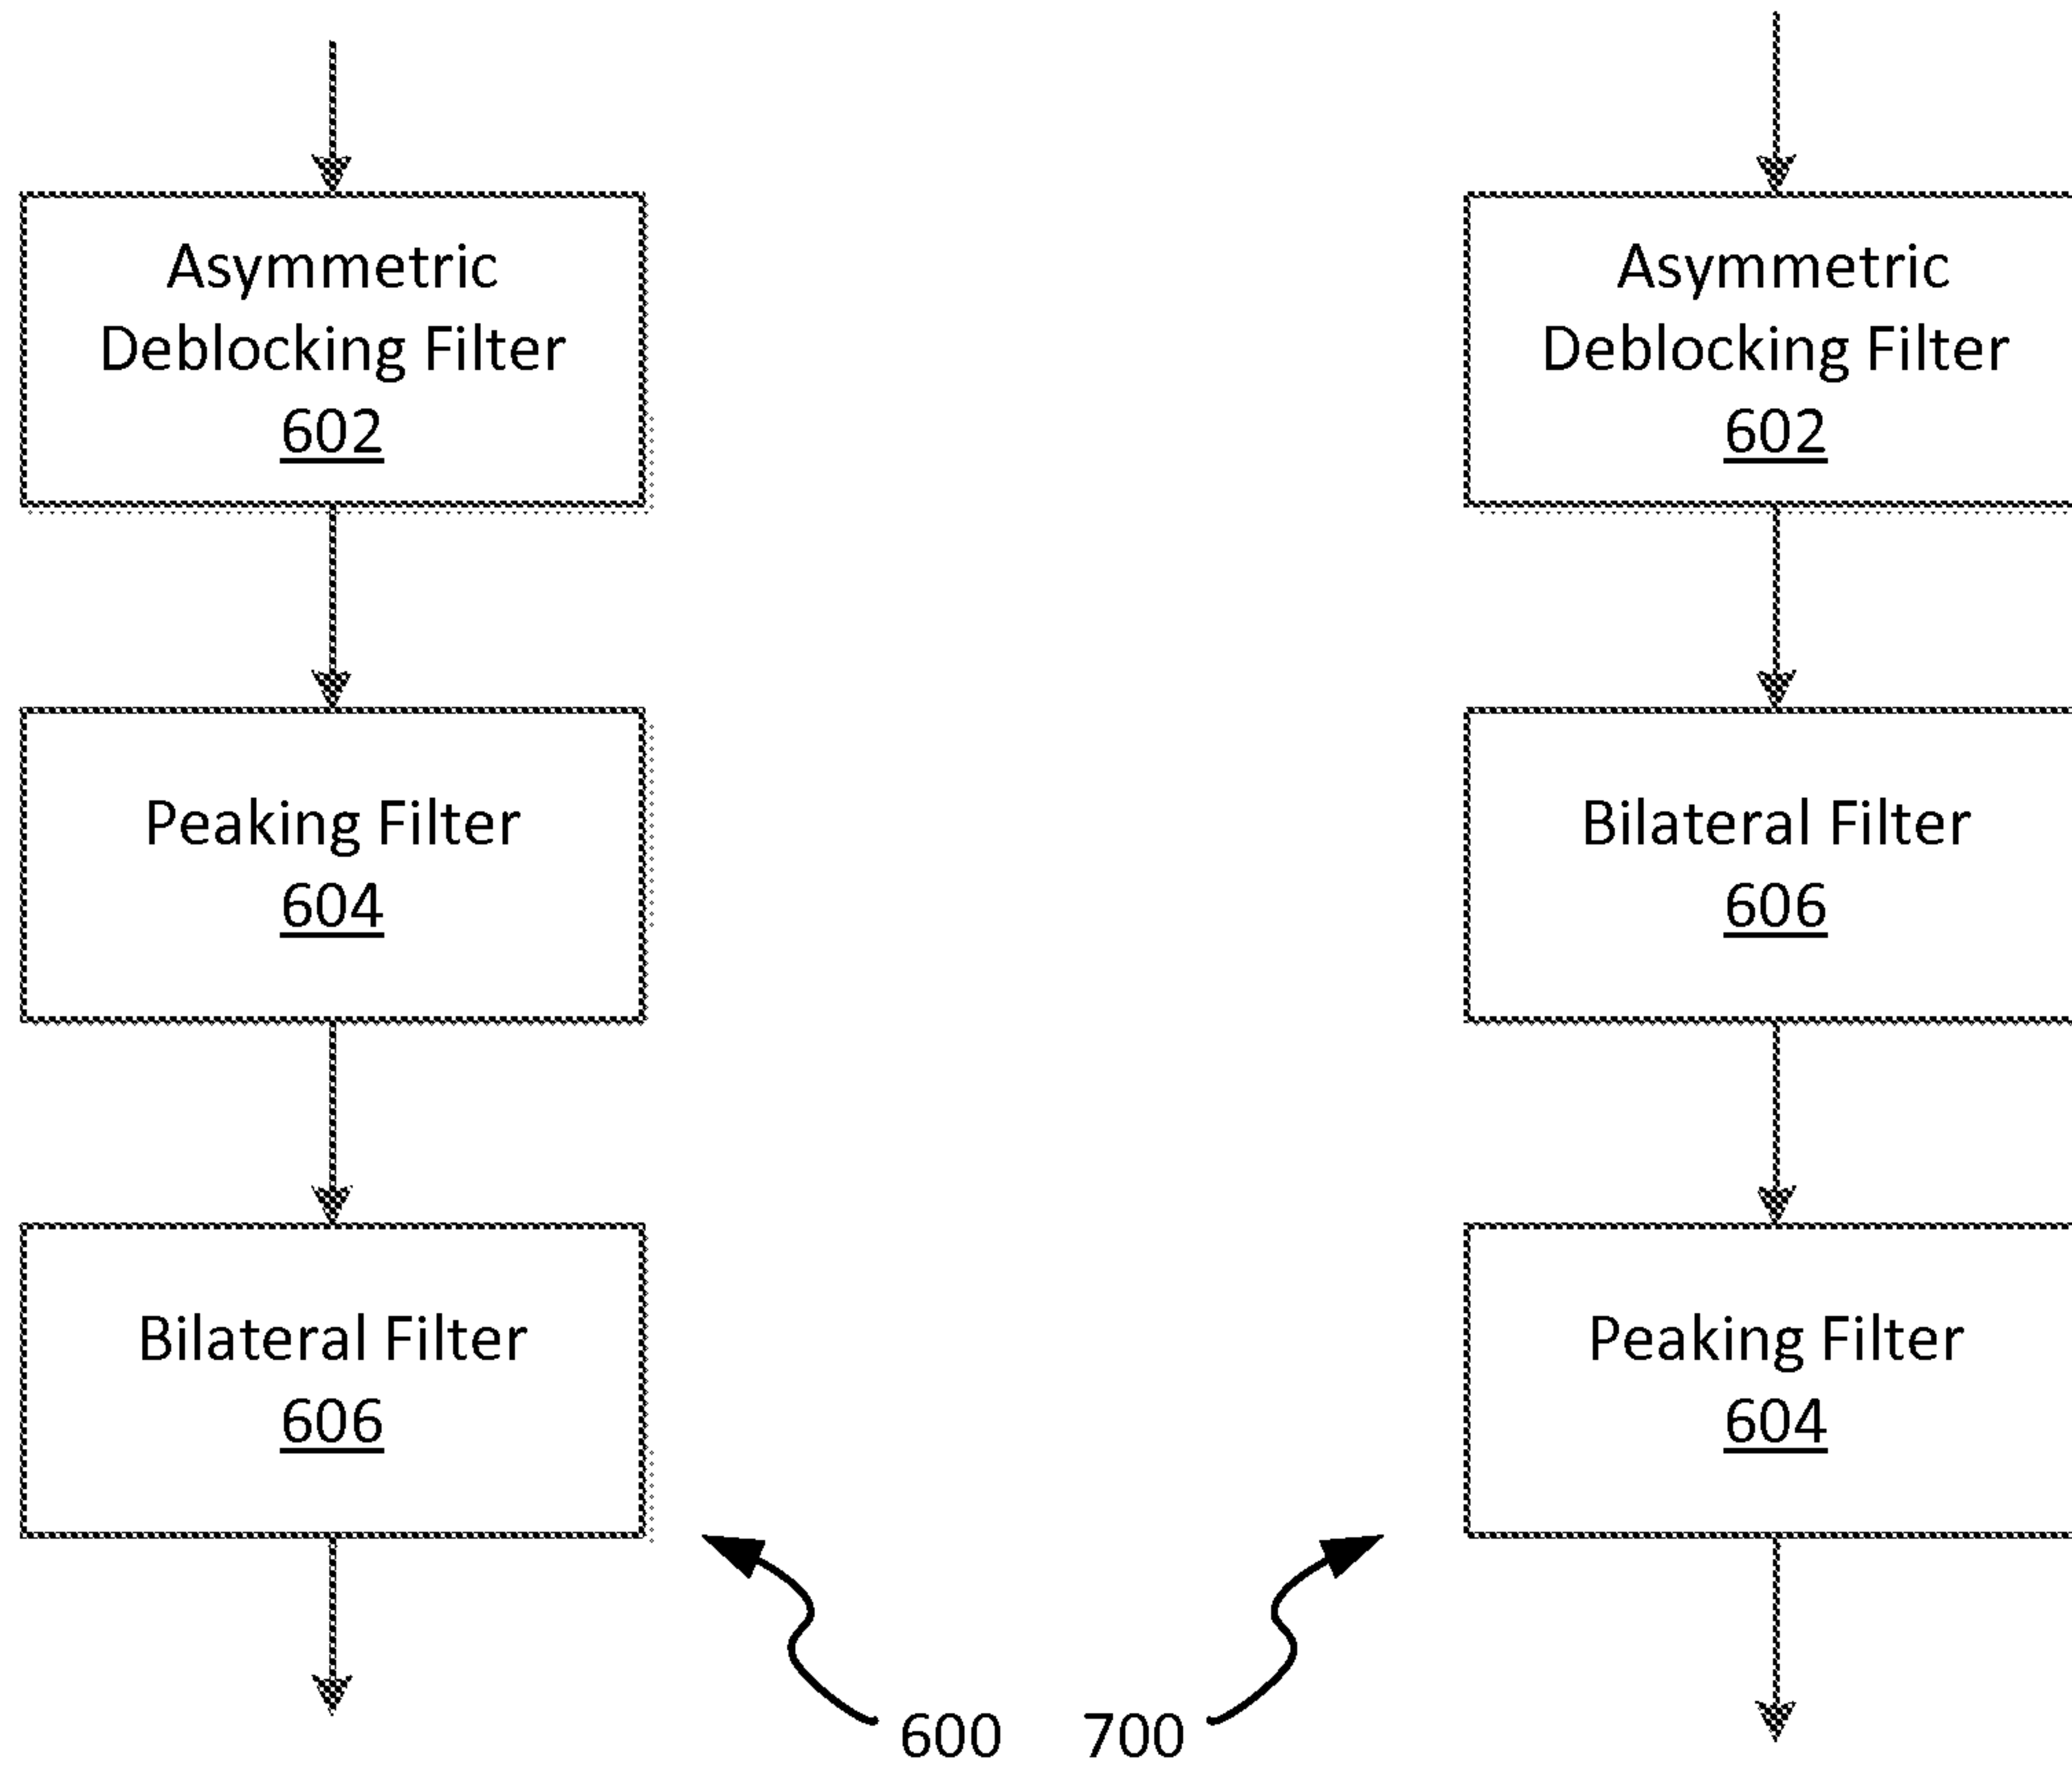 Asymmetric
Deblocking Filter
602
Peaking Filter
604
Bilateral Filter
606
600
Asymmetric
Deblocking Filter
602
Bilateral Filter
606
Peaking Filter
604
700